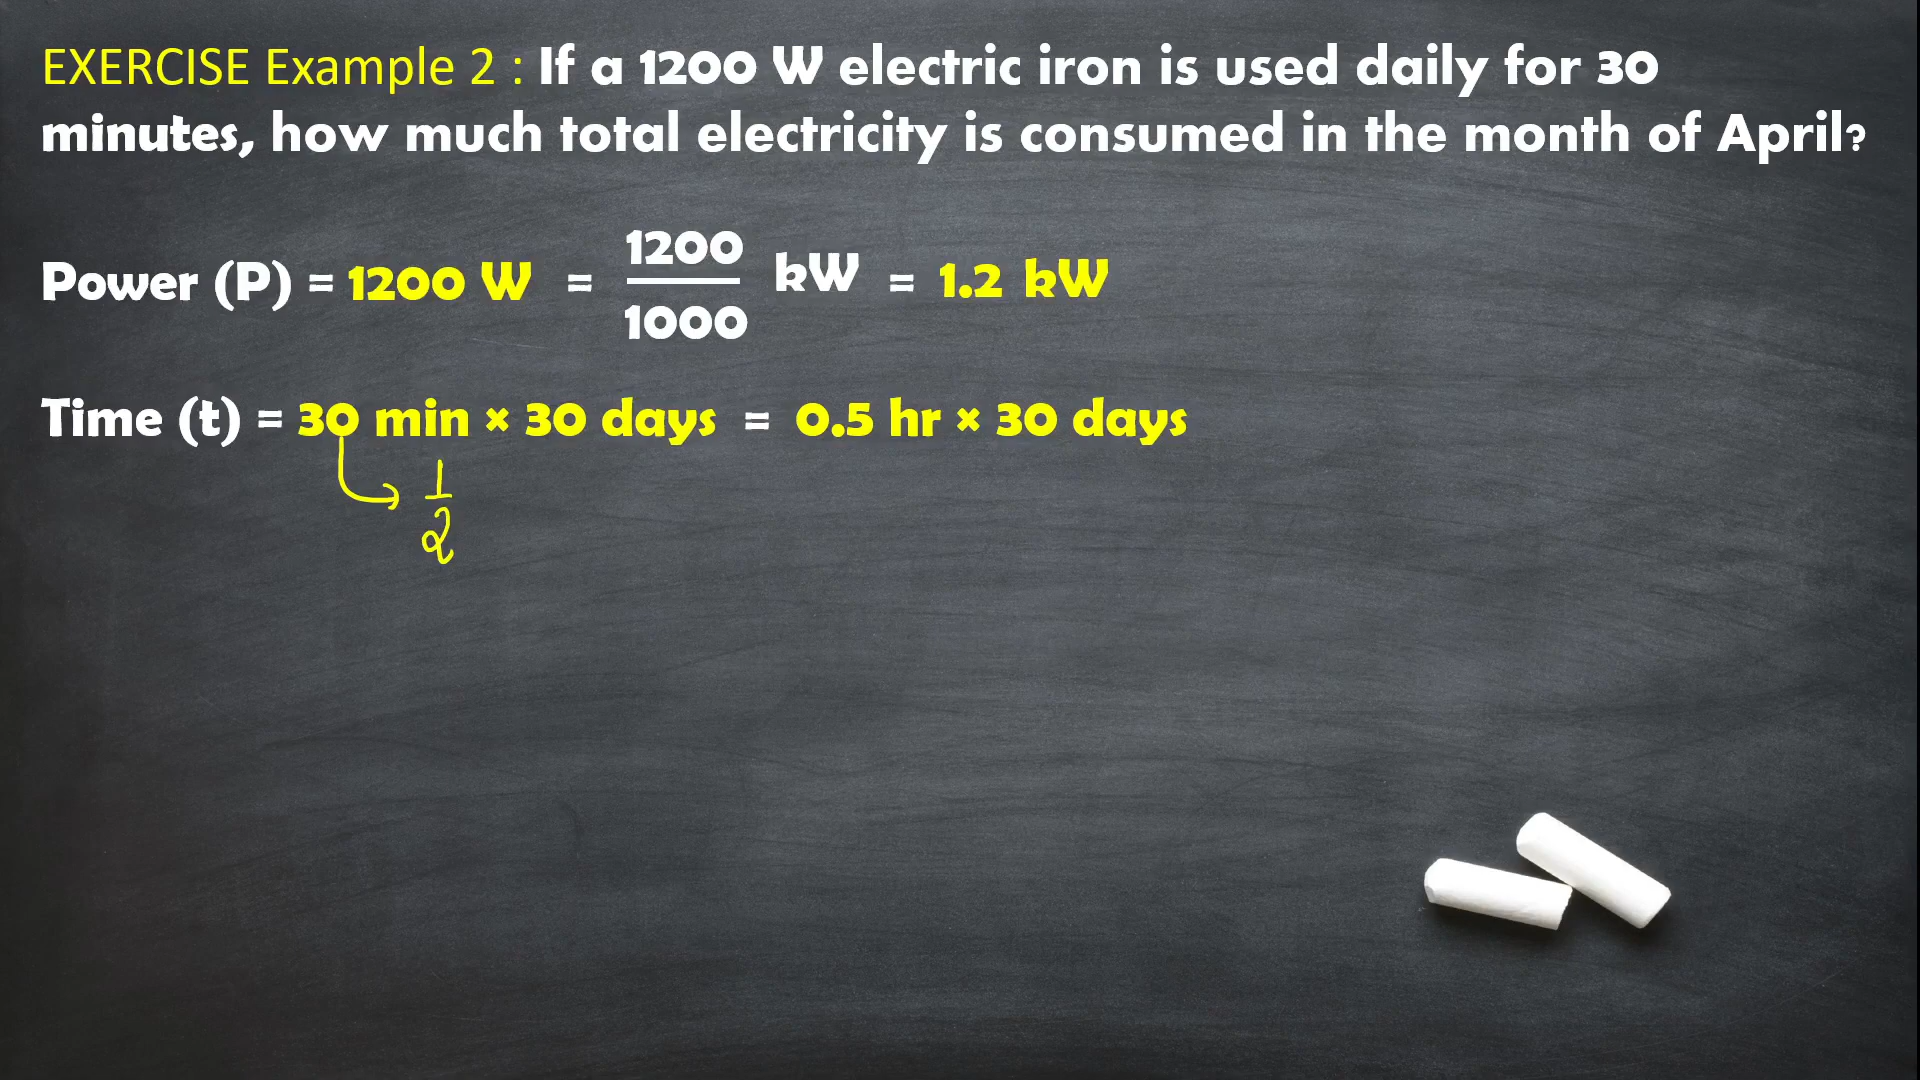 EXERCISE Example 2 : If a 1200 W electric iron is used daily for 30
minutes, how much total electricity is consumed in the month of April?
Power (P) = 1200 W = 1200/1000 kW = 1.2 kW
Time (t) = 30 min × 30 days = 0.5 hr × 30 days
1/2